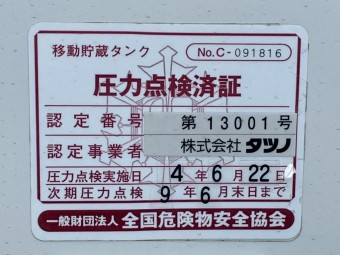 移動貯蔵タンク No.C-091816
圧力点検済証
認定番号 第13001号
認定事業者 株式会社タツノ
圧力点検実施日 4年6月22日
次期圧力点検 9年6月末日まで
一般財団法人 全国危険物安全協会